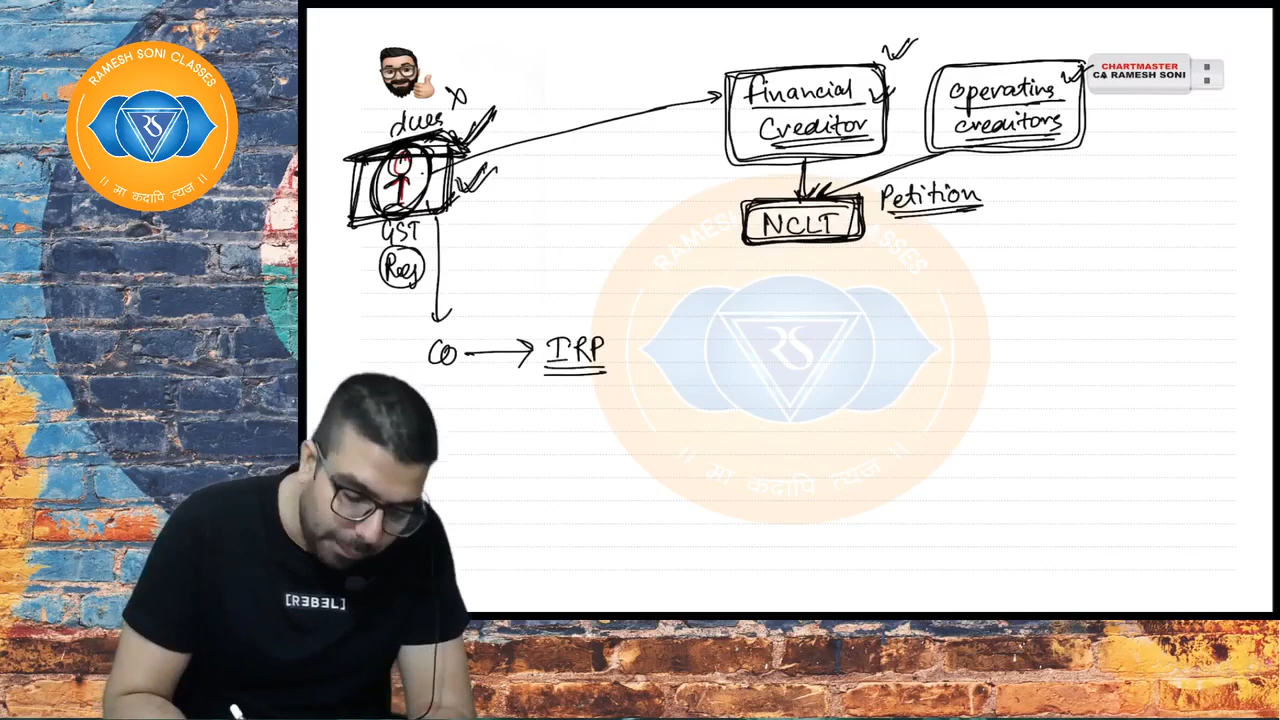 RAMESH SONI CLASSES
RS
॥ मा कदापि त्यज ॥
dues
GST
Reg
CO → IRP
financial
Creditor
operating
creditors
CHARTMASTER
CA RAMESH SONI
NCLT
Petition
RAMESH
CLASSES
RS
॥ मा कदापि त्यज ॥
[REBEL]